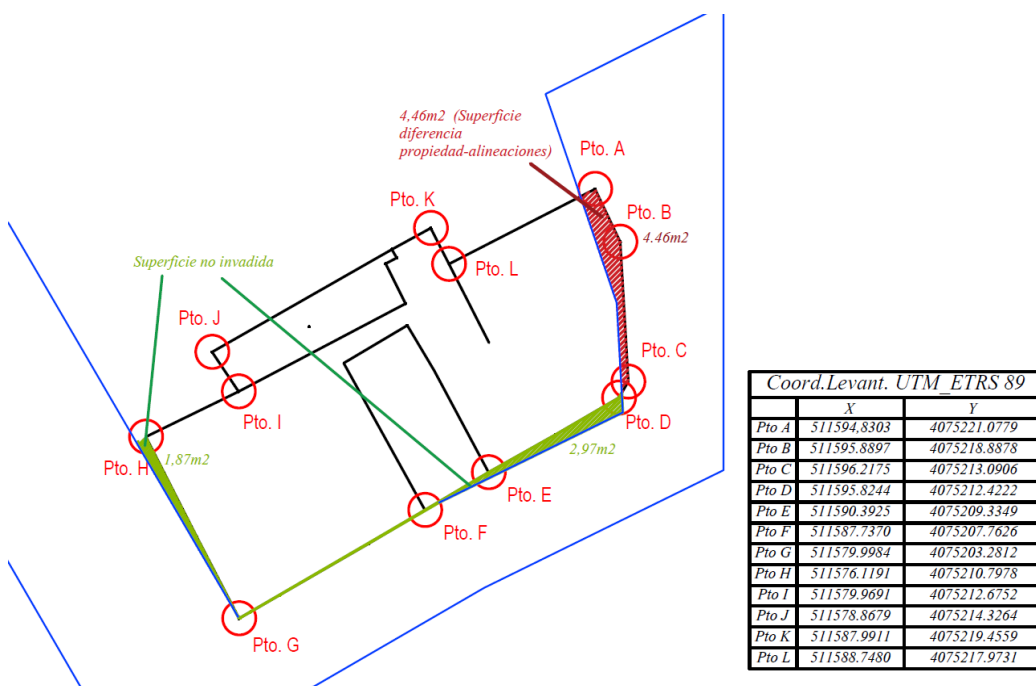 4,46m2 (Superficie
diferencia
propiedad-alineaciones)
Pto. A
Pto. K
Pto. B
4.46m2
Superficie no invadida
Pto. L
Pto. J
Pto. C
Pto. I
Pto. D
Pto. H
1,87m2
2,97m2
Pto. E
Pto. F
Pto. G
Coord.Levant. UTM_ETRS 89
X Y
Pto A 511594,8303 4075221.0779
Pto B 511595.8897 4075218.8878
Pto C 511596.2175 4075213.0906
Pto D 511595.8244 4075212.4222
Pto E 511590.3925 4075209.3349
Pto F 511587.7370 4075207.7626
Pto G 511579.9984 4075203.2812
Pto H 511576.1191 4075210.7978
Pto I 511579.9691 4075212.6752
Pto J 511578.8679 4075214.3264
Pto K 511587.9911 4075219.4559
Pto L 511588.7480 4075217.9731